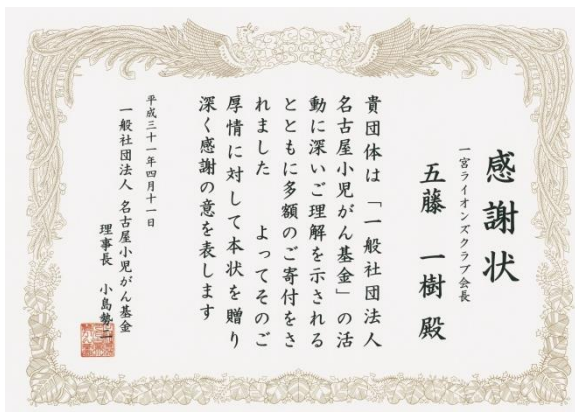 感謝状
一宮ライオンズクラブ会長
五藤 一樹 殿
貴団体は「一般社団法人
名古屋小児がん基金」の活
動に深いご理解を示される
とともに多額のご寄付をさ
れました よってそのご
厚情に対して本状を贈り
深く感謝の意を表します
平成三十一年四月十一日
一般社団法人 名古屋小児がん基金
理事長 小島勢二